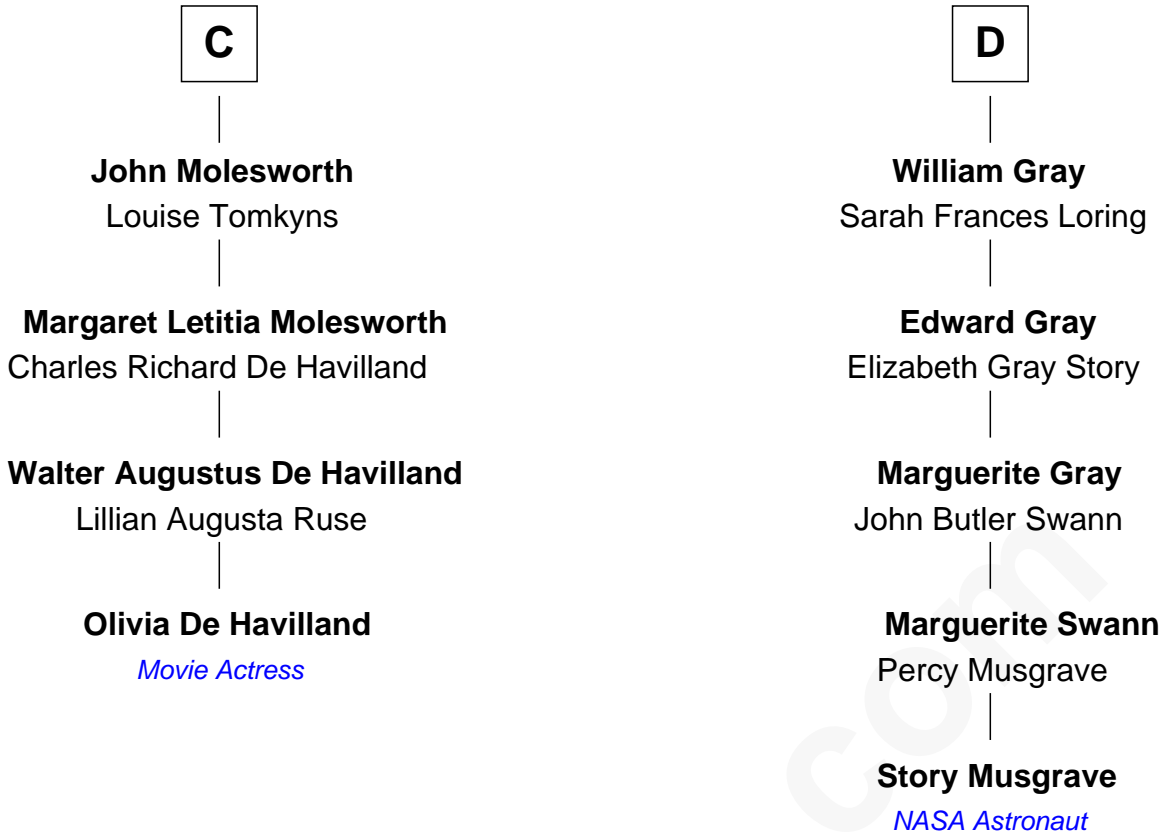 C
John Molesworth
Louise Tomkyns
Margaret Letitia Molesworth
Charles Richard De Havilland
Walter Augustus De Havilland
Lillian Augusta Ruse
Olivia De Havilland
Movie Actress
D
William Gray
Sarah Frances Loring
Edward Gray
Elizabeth Gray Story
Marguerite Gray
John Butler Swann
Marguerite Swann
Percy Musgrave
Story Musgrave
NASA Astronaut
com